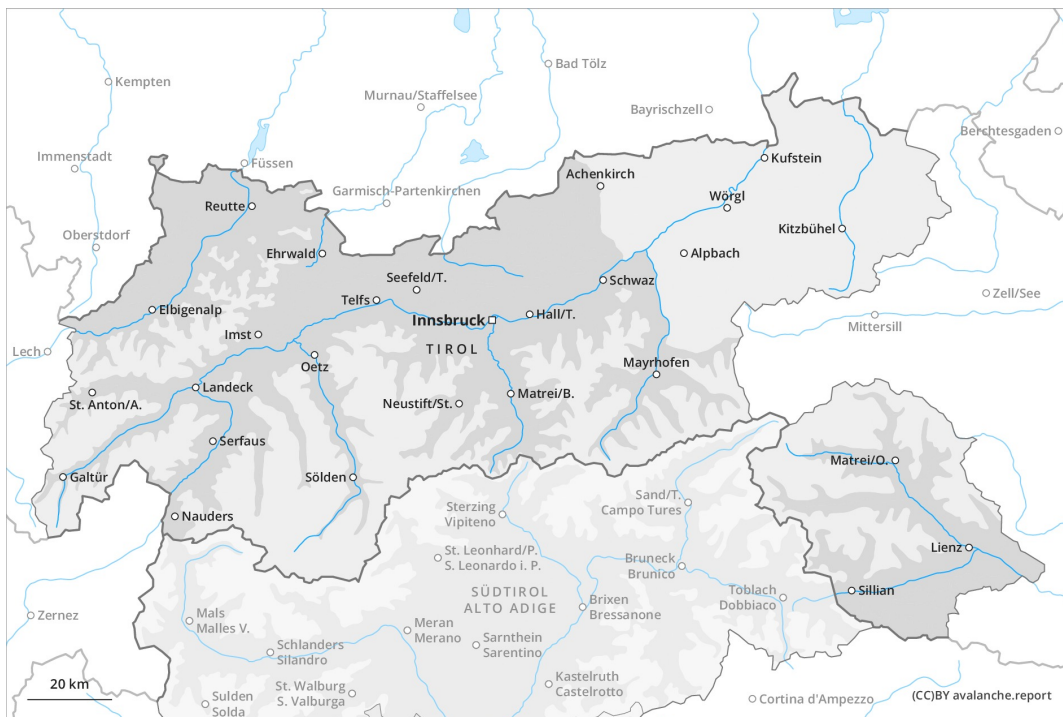 Kempten
Bad Tölz
Murnau/Staffelsee
Bayrischzell
Berchtesgaden
Immenstadt
Füssen
Kufstein
Achenkirch
Garmisch-Partenkirchen
Reutte
Wörgl
Kitzbühel
Oberstdorf
Ehrwald
Alpbach
Seefeld/T.
Schwaz
Zell/See
Telfs
Elbigenalp
Innsbruck
Hall/T.
Mittersill
Imst
TIROL
Lech
Oetz
Mayrhofen
Landeck
St. Anton/A.
Neustift/St.
Matrei/B.
Serfaus
Matrei/O.
Galtür
Sölden
Sand/T.
Campo Tures
Nauders
Sterzing
Vipiteno
Lienz
St. Leonhard/P.
S. Leonardo i. P.
Bruneck
Brunico
SÜDTIROL
ALTO ADIGE
Toblach
Dobbiaco
Sillian
Brixen
Bressanone
Zernez
Mals
Malles V.
Meran
Merano
Sarnthein
Sarentino
Schlanders
Silandro
Kastelruth
Castelrotto
20 km
St. Walburg
S. Valburga
Sulden
Solda
Cortina d'Ampezzo
(CC)BY avalanche.report